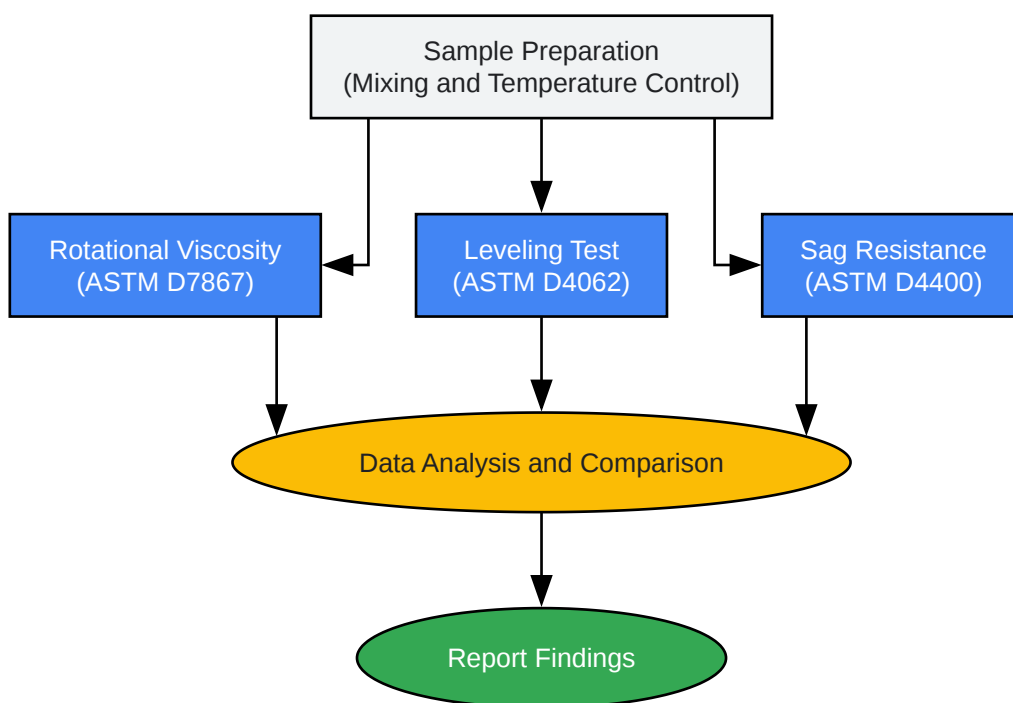 Sample Preparation
(Mixing and Temperature Control)
Rotational Viscosity
(ASTM D7867)
Leveling Test
(ASTM D4062)
Sag Resistance
(ASTM D4400)
Data Analysis and Comparison
Report Findings